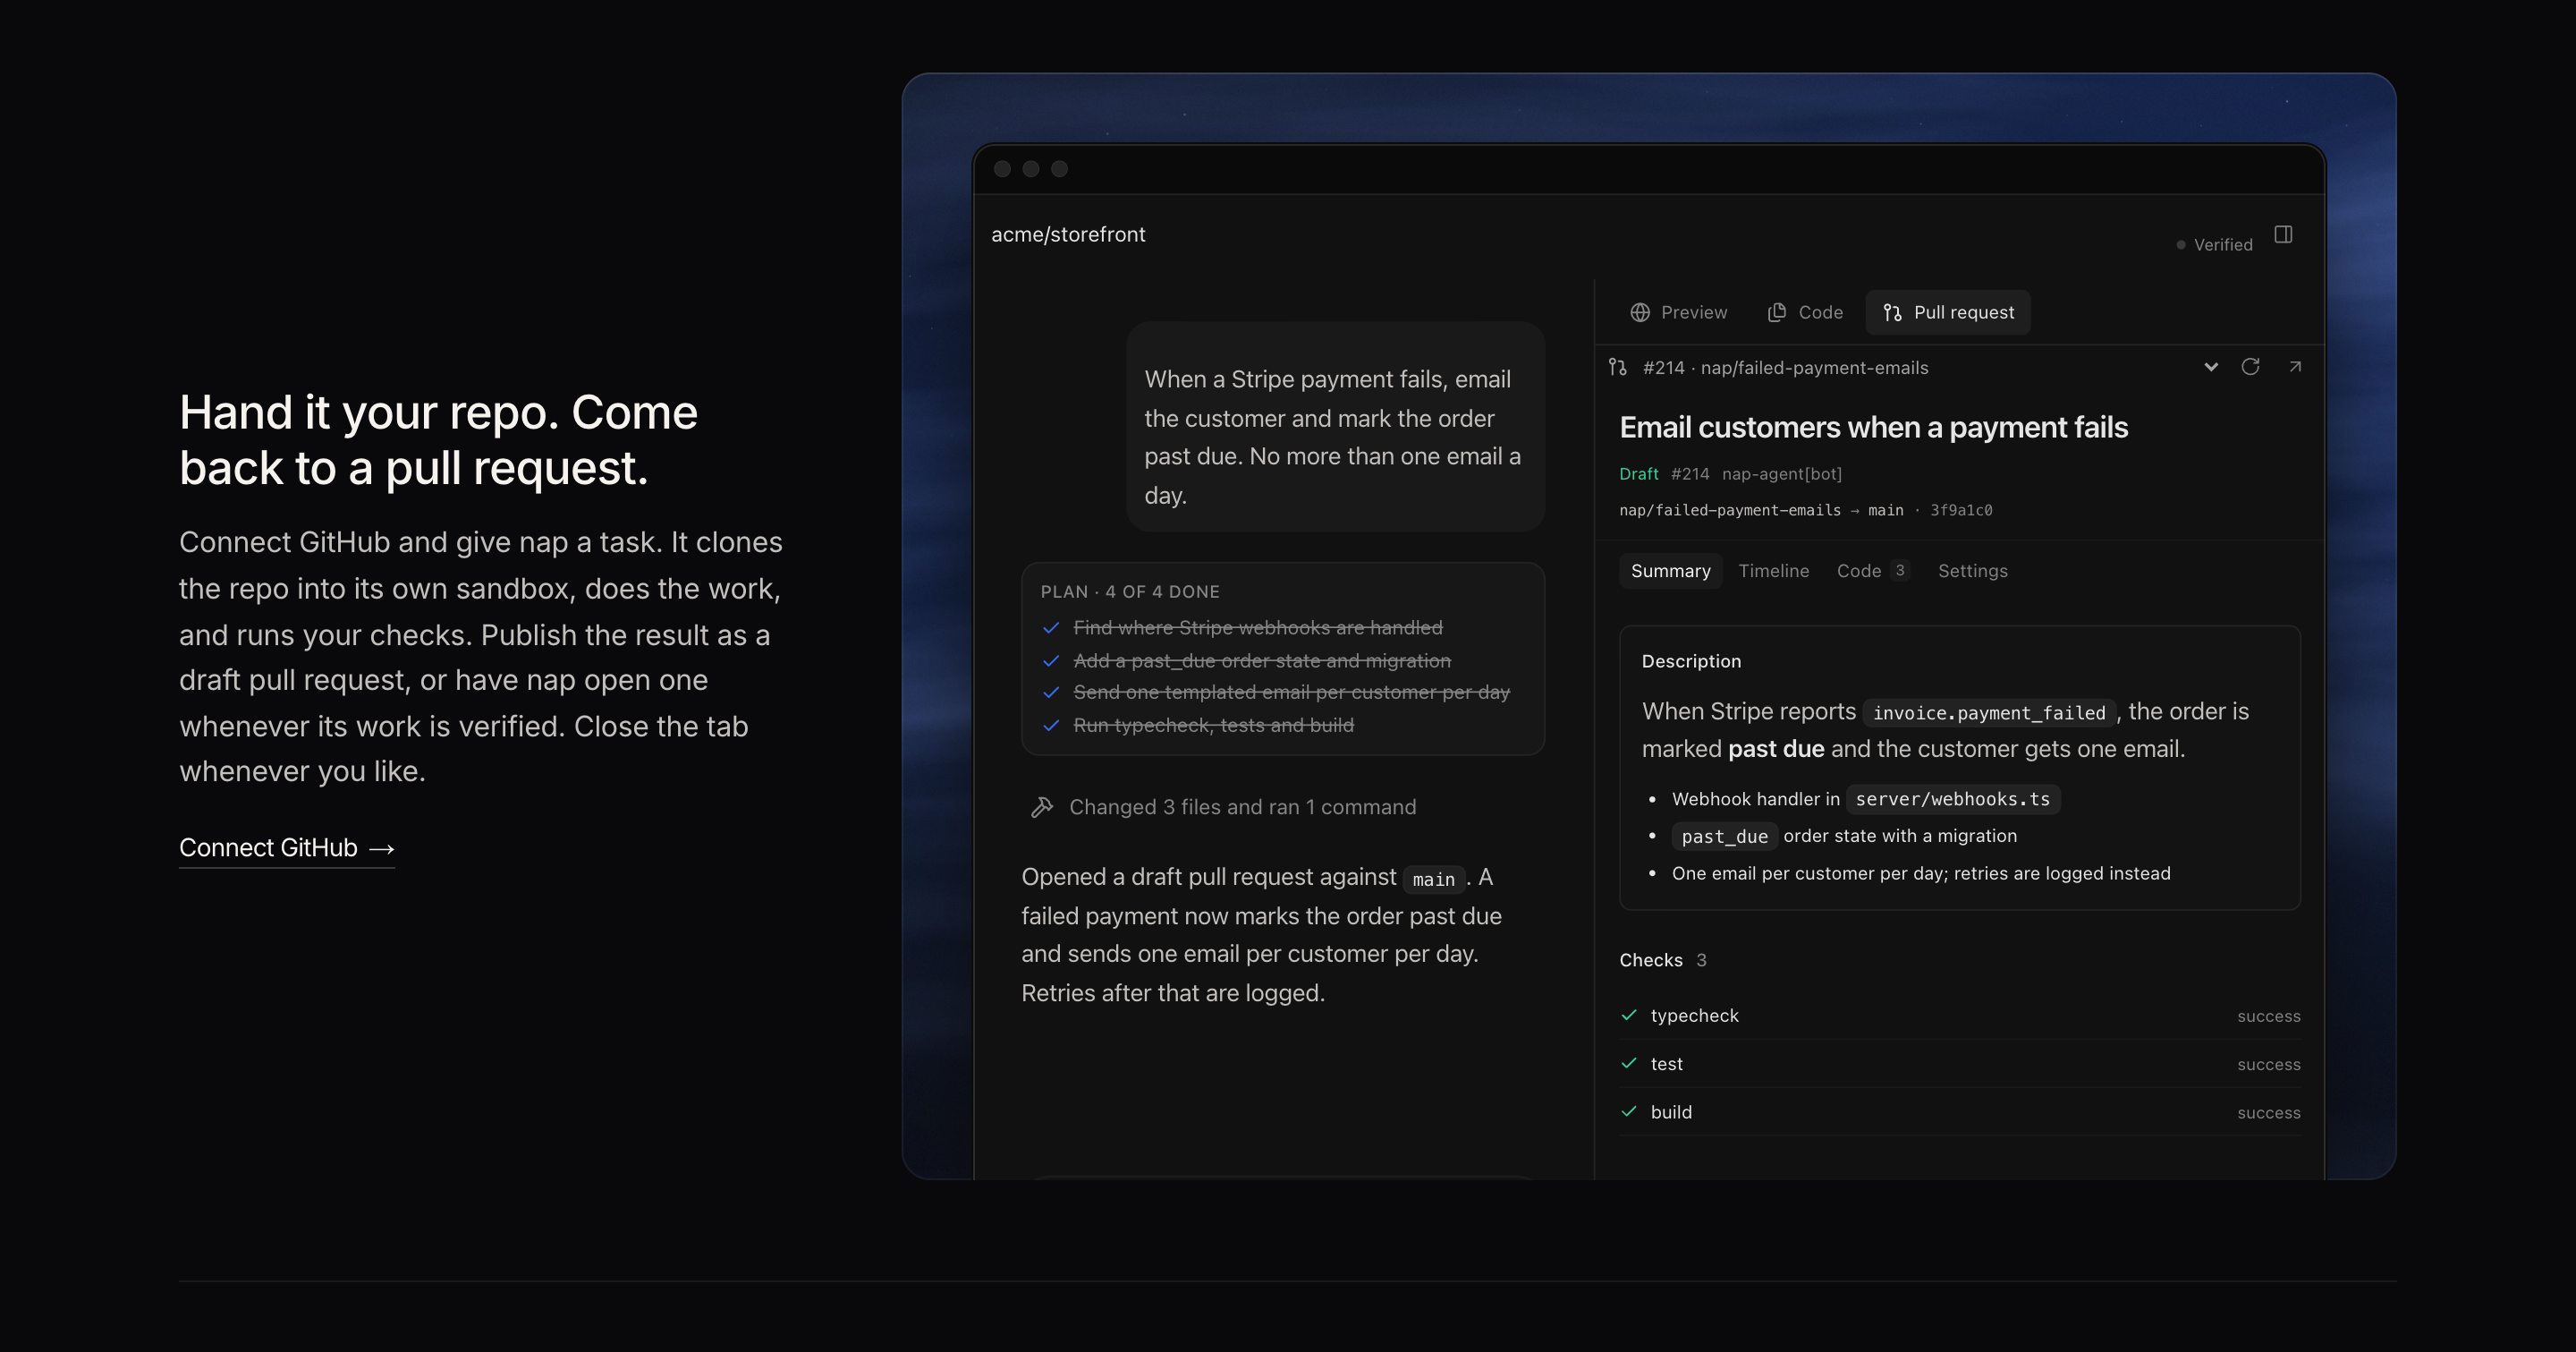 Hand it your repo. Come
back to a pull request.
Connect GitHub and give nap a task. It clones
the repo into its own sandbox, does the work,
and runs your checks. Publish the result as a
draft pull request, or have nap open one
whenever its work is verified. Close the tab
whenever you like.
Connect GitHub →
acme/storefront
Verified
When a Stripe payment fails, email
the customer and mark the order
past due. No more than one email a
day.
PLAN · 4 OF 4 DONE
Find where Stripe webhooks are handled
Add a past_due order state and migration
Send one templated email per customer per day
Run typecheck, tests and build
Changed 3 files and ran 1 command
Opened a draft pull request against main. A
failed payment now marks the order past due
and sends one email per customer per day.
Retries after that are logged.
Preview Code Pull request
#214 · nap/failed-payment-emails
Email customers when a payment fails
Draft #214 nap-agent[bot]
nap/failed-payment-emails → main · 3f9a1c0
Summary Timeline Code 3 Settings
Description
When Stripe reports invoice.payment_failed, the order is
marked past due and the customer gets one email.
• Webhook handler in server/webhooks.ts
• past_due order state with a migration
• One email per customer per day; retries are logged instead
Checks 3
typecheck success
test success
build success